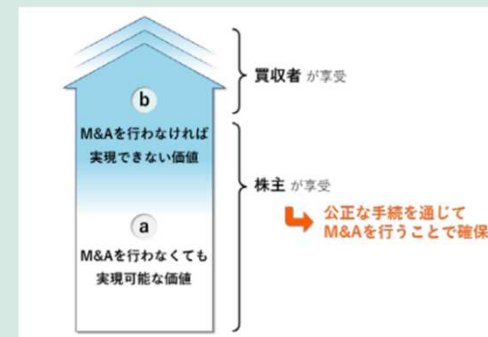 b
M&Aを行わなければ
実現できない価値
a
M&Aを行わなくても
実現可能な価値
買収者 が享受
株主 が享受
公正な手続を通じて
M&Aを行うことで確保